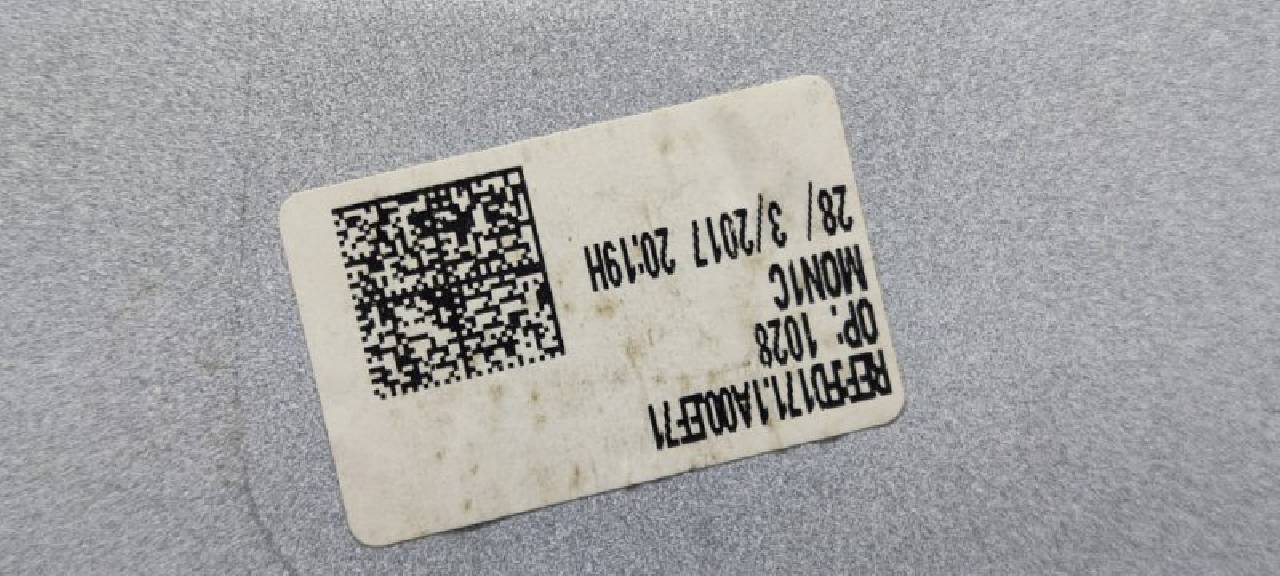 REF:FD171.1A00.EF71
OP: 1028
MON1C
28/ 3/2017 20:19H